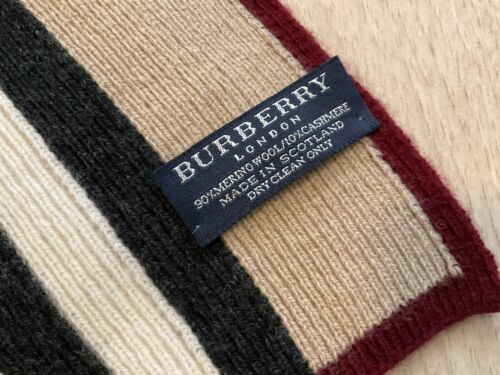 BURBERRY
LONDON
90%MERINO WOOL/10%CASHMERE
MADE IN SCOTLAND
DRY CLEAN ONLY